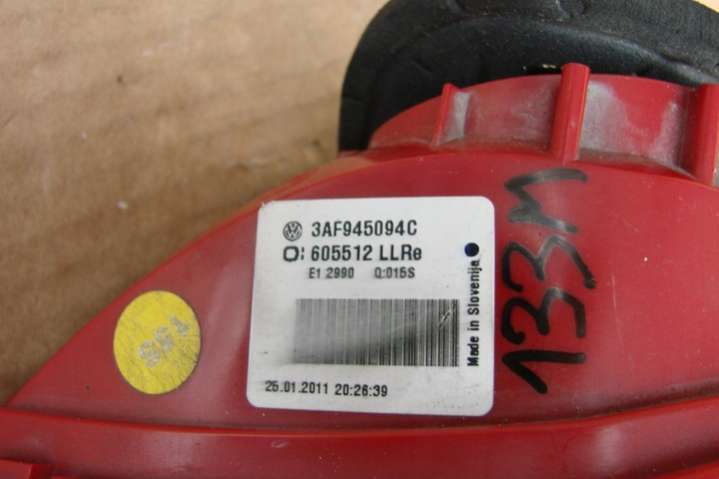 3AF945094C
O: 605512 LLRe
E1 2990 Q:015S
Made in Slovenija
25.01.2011 20:26:39
133M